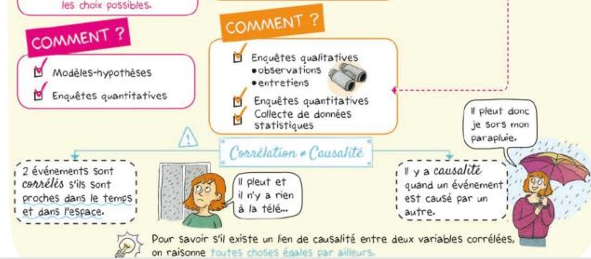 les choix possibles.
COMMENT ?
Modèles-hypothèses
Enquêtes quantitatives
COMMENT ?
Enquêtes qualitatives
• observations
• entretiens
Enquêtes quantitatives
Collecte de données
statistiques
Il pleut donc
je sors mon
parapluie.
Corrélation ≠ Causalité
2 événements sont
corrélés s'ils sont
proches dans le temps
et dans l'espace.
Il pleut et
il n'y a rien
à la télé...
Il y a causalité
quand un événement
est causé par un
autre.
Pour savoir s'il existe un lien de causalité entre deux variables corrélées,
on raisonne toutes choses égales par ailleurs.